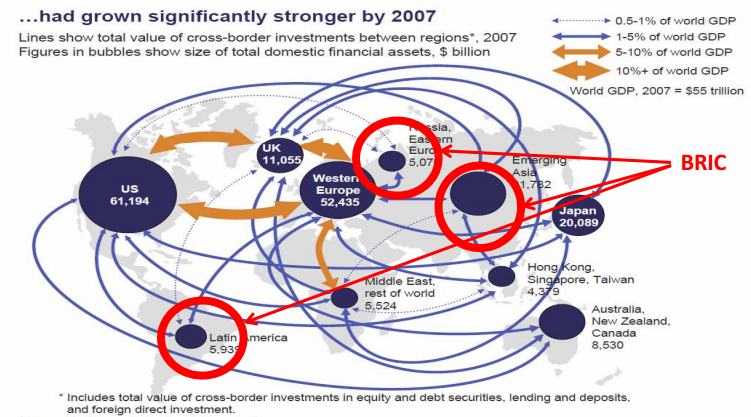 ...had grown significantly stronger by 2007
Lines show total value of cross-border investments between regions*, 2007
Figures in bubbles show size of total domestic financial assets, $ billion
0.5-1% of world GDP
1-5% of world GDP
5-10% of world GDP
10%+ of world GDP
World GDP, 2007 = $55 trillion
BRIC
UK
11,055
Eastern
Emerging
Asia
US
61,194
Western
Europe
52,435
Japan
20,089
Hong Kong,
Singapore, Taiwan
4,379
Middle East,
rest of world
5,524
Latin America
Australia,
New Zealand,
Canada
8,530
* Includes total value of cross-border investments in equity and debt securities, lending and deposits,
and foreign direct investment.